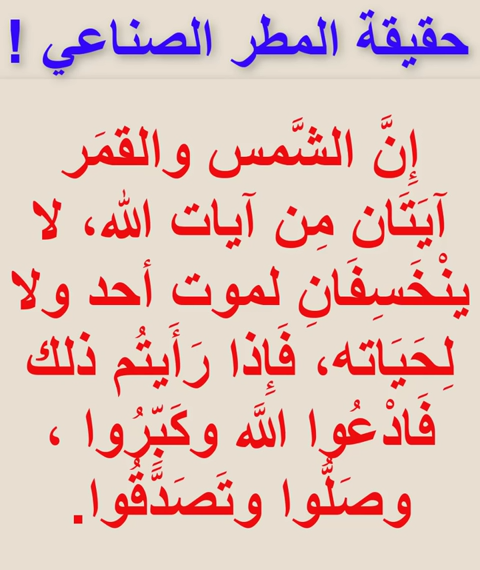 حقيقة المطر الصناعي !
إِنَّ الشَّمس والقمَر
آيَتَان مِن آيات الله، لا
ينْخَسِفَانِ لموت أحد ولا
لِحَيَاته، فَإِذا رَأَيتُم ذلك
فَادْعُوا اللَّه وكَبِّرُوا ،
وصَلُّوا وتَصَدَّقُوا.